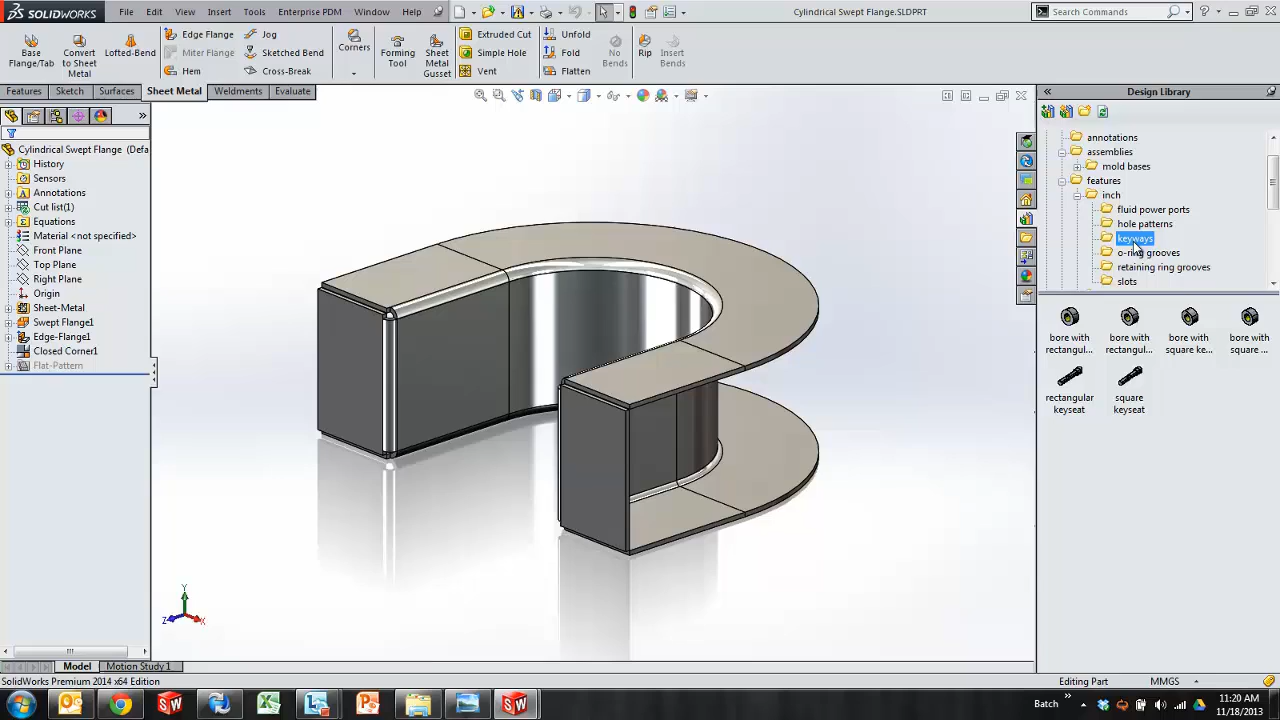 SOLIDWORKS
File Edit View Insert Tools Enterprise PDM Window Help
Cylindrical Swept Flange.SLDPRT
Search Commands
Base Flange/Tab
Convert to Sheet Metal
Lofted-Bend
Edge Flange
Miter Flange
Hem
Jog
Sketched Bend
Cross-Break
Corners
Forming Tool
Sheet Metal Gusset
Extruded Cut
Simple Hole
Vent
Unfold
Fold
Flatten
No Bends
Rip
Insert Bends
Features Sketch Surfaces Sheet Metal Weldments Evaluate
Cylindrical Swept Flange (Defa
History
Sensors
Annotations
Cut list(1)
Equations
Material <not specified>
Front Plane
Top Plane
Right Plane
Origin
Sheet-Metal
Swept Flange1
Edge-Flange1
Closed Corner1
Flat-Pattern
Y
Z
X
Design Library
annotations
assemblies
mold bases
features
inch
fluid power ports
hole patterns
keyways
o-ring grooves
retaining ring grooves
slots
bore with rectangul...
bore with rectangul...
bore with square ke...
bore with square ...
rectangular keyseat
square keyseat
Model Motion Study 1
SolidWorks Premium 2014 x64 Edition
Editing Part
MMGS
Batch
11:20 AM
11/18/2013